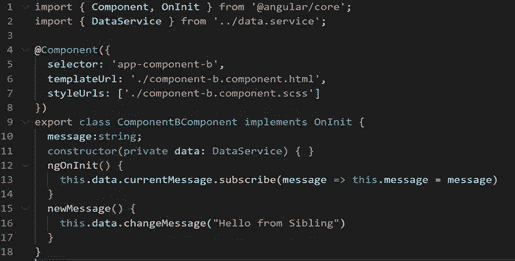 1 import { Component, OnInit } from '@angular/core';
2 import { DataService } from '../data.service';
3
4 @Component({
5   selector: 'app-component-b',
6   templateUrl: './component-b.component.html',
7   styleUrls: ['./component-b.component.scss']
8 })
9 export class ComponentBComponent implements OnInit {
10   message:string;
11   constructor(private data: DataService) { }
12   ngOnInit() {
13     this.data.currentMessage.subscribe(message => this.message = message)
14   }
15   newMessage() {
16     this.data.changeMessage("Hello from Sibling")
17   }
18 }